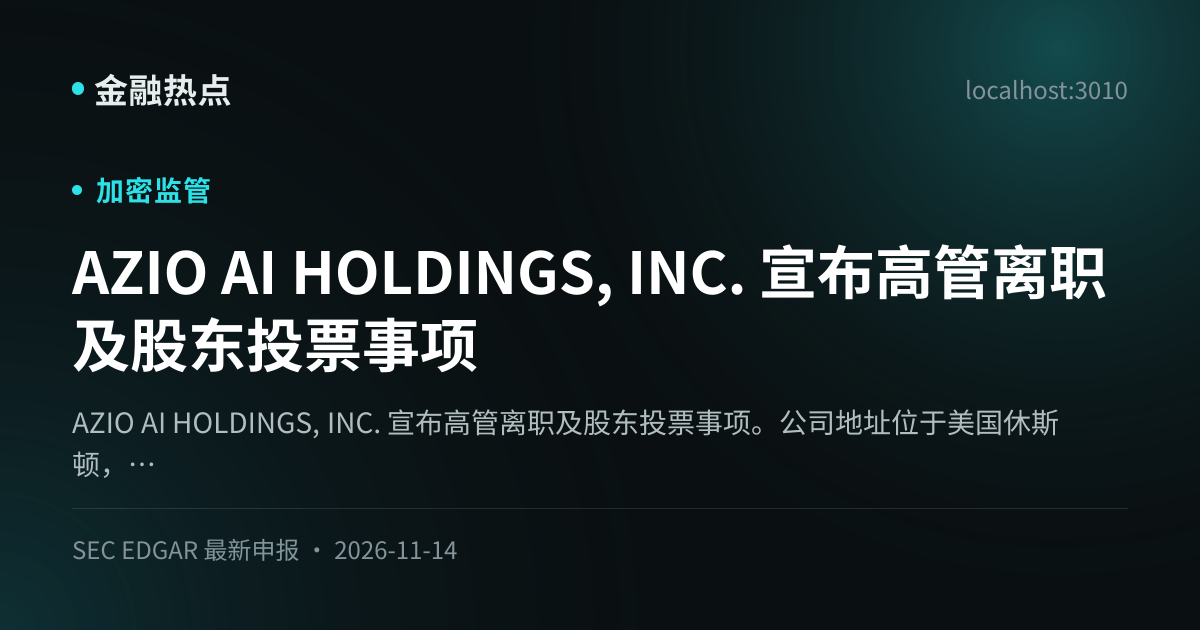 金融热点
localhost:3010
加密监管
AZIO AI HOLDINGS, INC. 宣布高管离职
及股东投票事项
AZIO AI HOLDINGS, INC. 宣布高管离职及股东投票事项。公司地址位于美国休斯
顿，…
SEC EDGAR 最新申报 · 2026-11-14